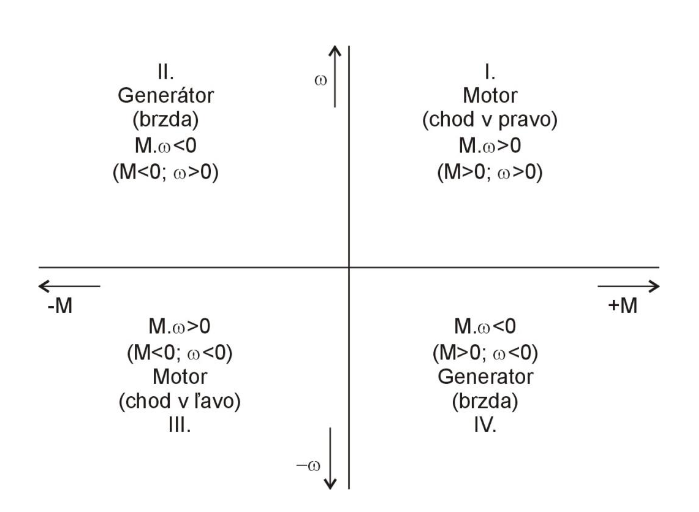 II.
Generátor
(brzda)
M.ω<0
(M<0; ω>0)
ω
I.
Motor
(chod v pravo)
M.ω>0
(M>0; ω>0)
-M
+M
M.ω>0
(M<0; ω<0)
Motor
(chod v ľavo)
III.
M.ω<0
(M>0; ω<0)
Generator
(brzda)
IV.
−ω